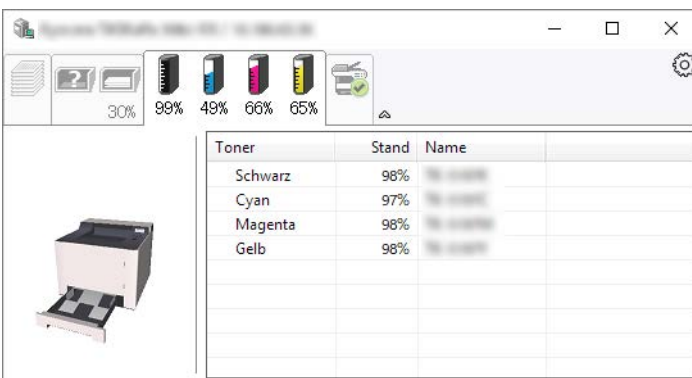 ?
30%
99% 49% 66% 65%
Toner Stand Name
Schwarz 98%
Cyan 97%
Magenta 98%
Gelb 98%